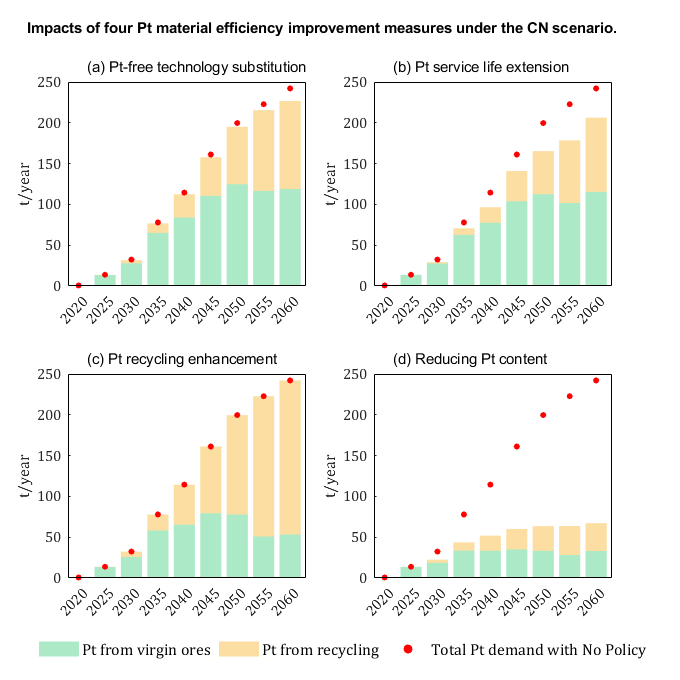 Impacts of four Pt material efficiency improvement measures under the CN scenario.
(a) Pt-free technology substitution
250
200
150
100
50
0
t/year
2020 2025 2030 2035 2040 2045 2050 2055 2060
(b) Pt service life extension
250
200
150
100
50
0
t/year
2020 2025 2030 2035 2040 2045 2050 2055 2060
(c) Pt recycling enhancement
250
200
150
100
50
0
t/year
2020 2025 2030 2035 2040 2045 2050 2055 2060
(d) Reducing Pt content
250
200
150
100
50
0
t/year
2020 2025 2030 2035 2040 2045 2050 2055 2060
Pt from virgin ores Pt from recycling Total Pt demand with No Policy